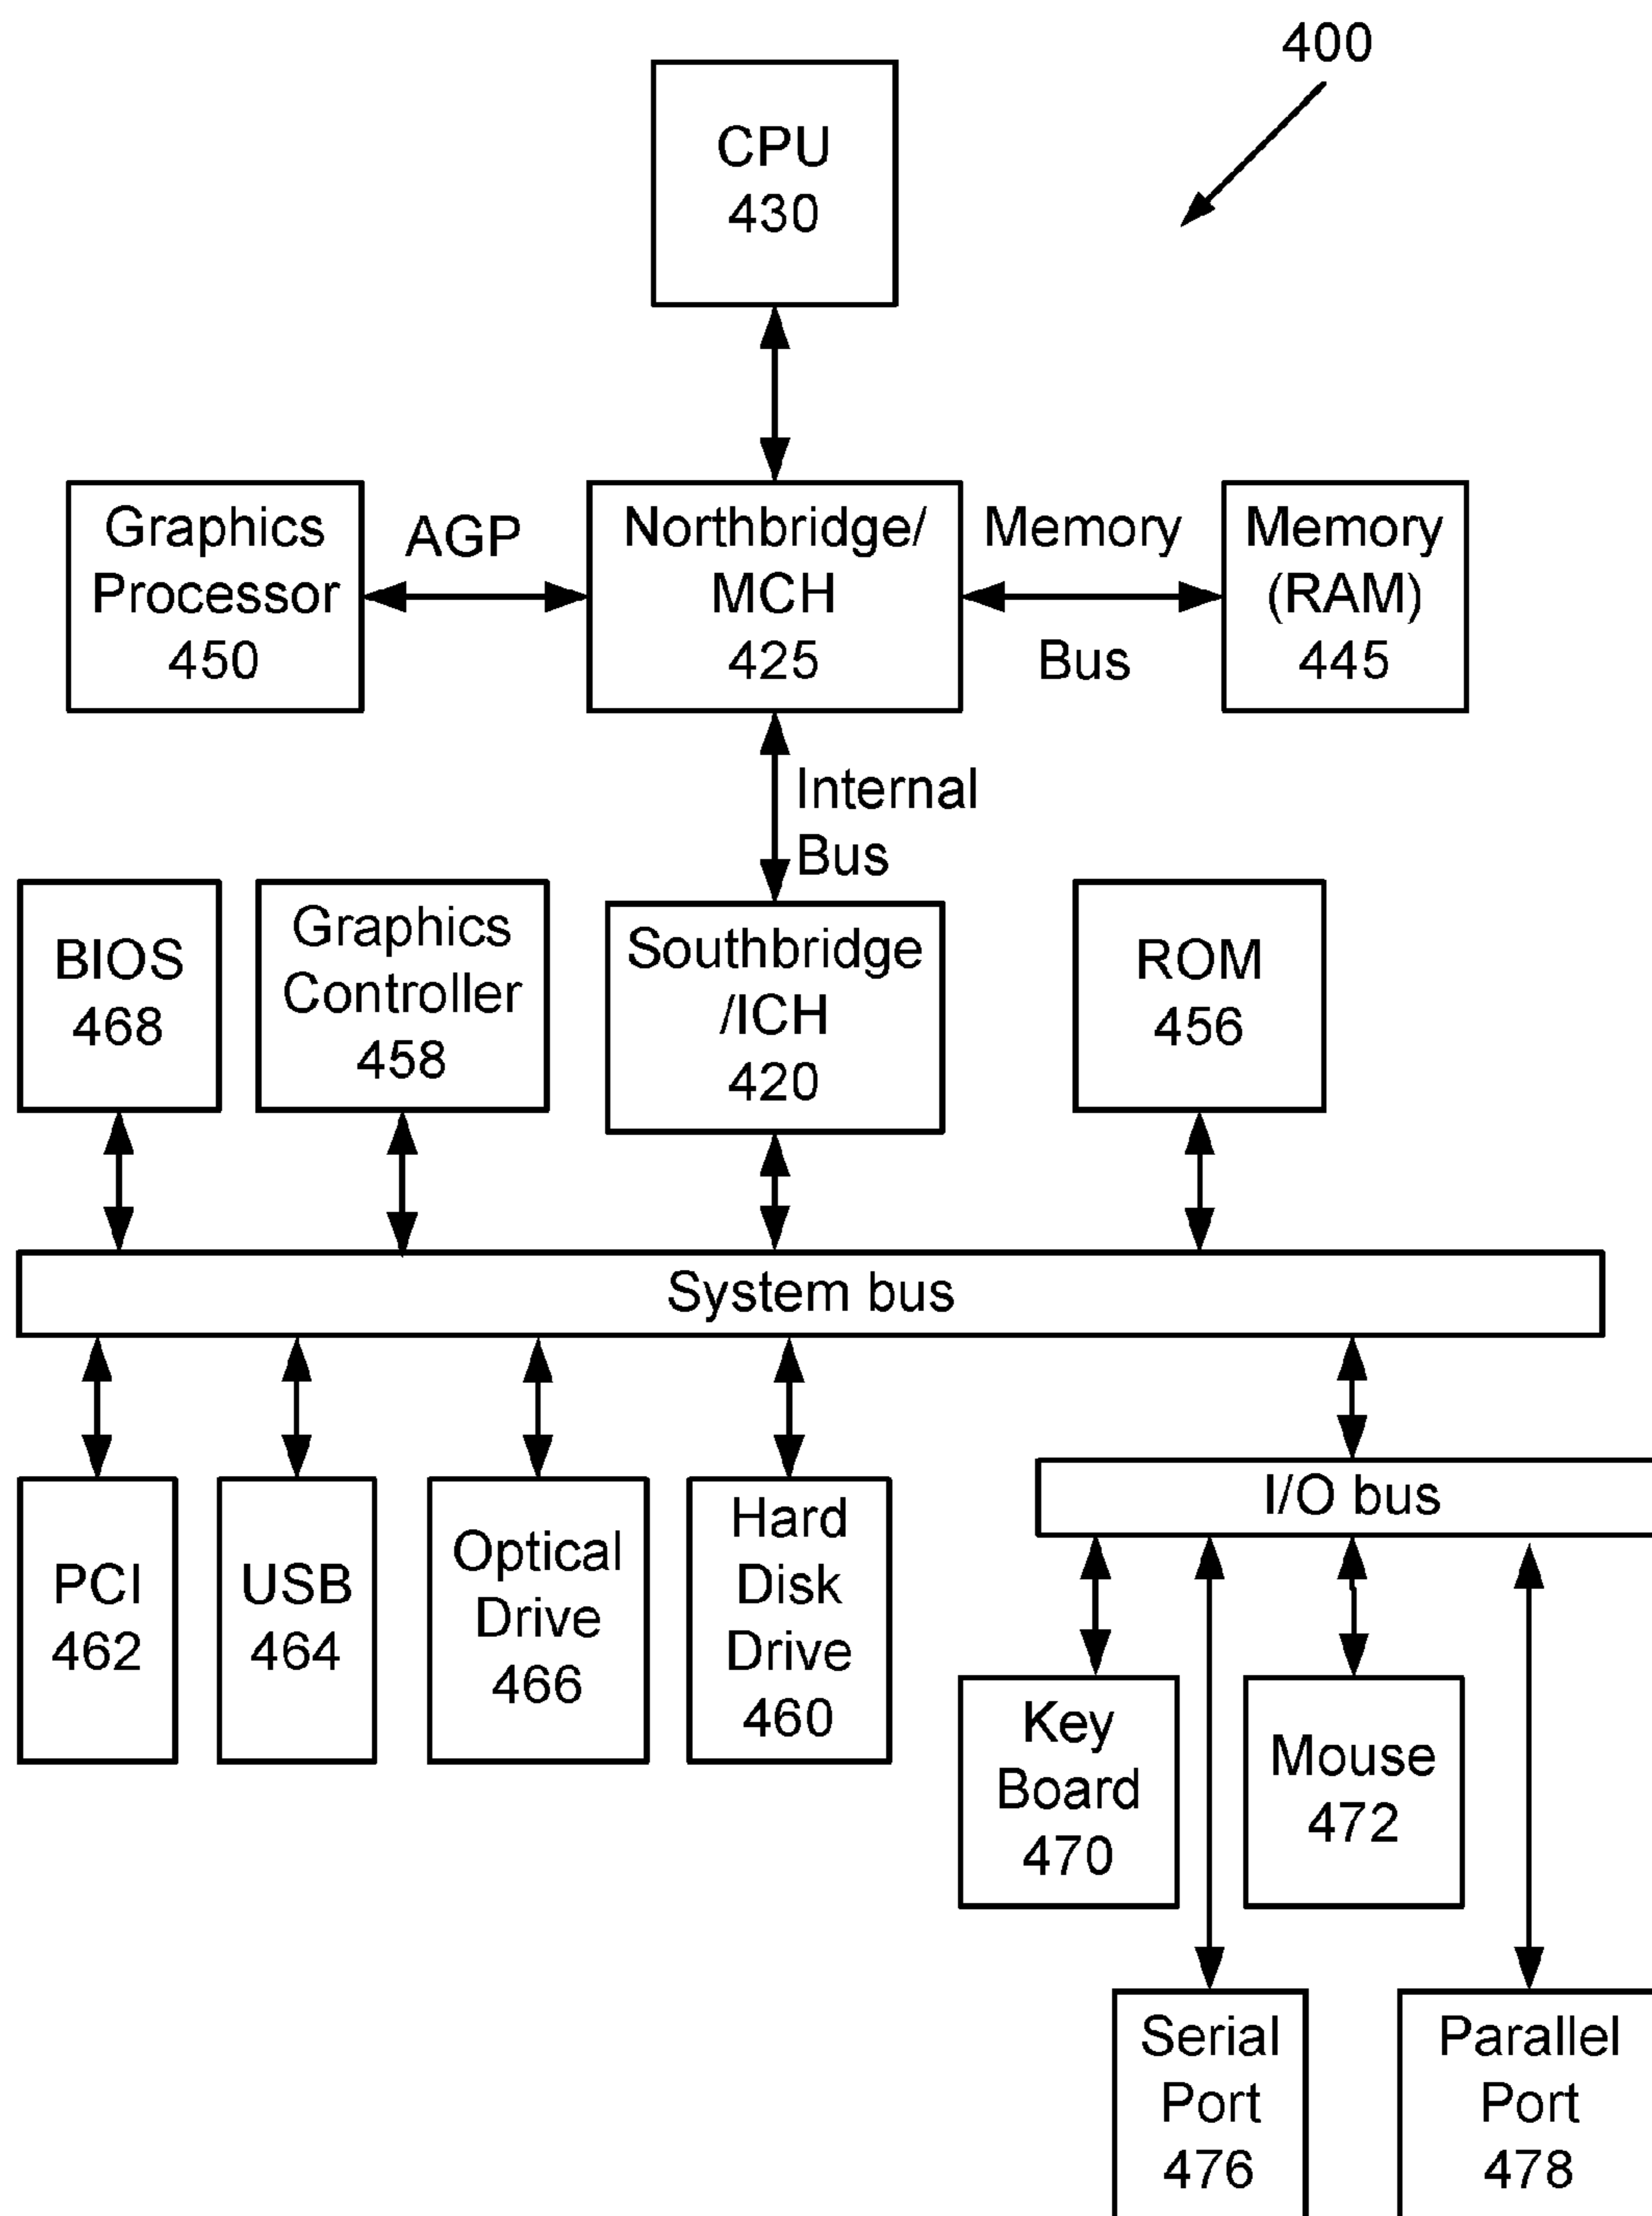 400
CPU
430
Graphics
Processor
450
AGP
Northbridge/
MCH
425
Memory
Bus
Memory
(RAM)
445
Internal
Bus
BIOS
468
Graphics
Controller
458
Southbridge
/ICH
420
ROM
456
System bus
PCI
462
USB
464
Optical
Drive
466
Hard
Disk
Drive
460
I/O bus
Key
Board
470
Mouse
472
Serial
Port
476
Parallel
Port
478